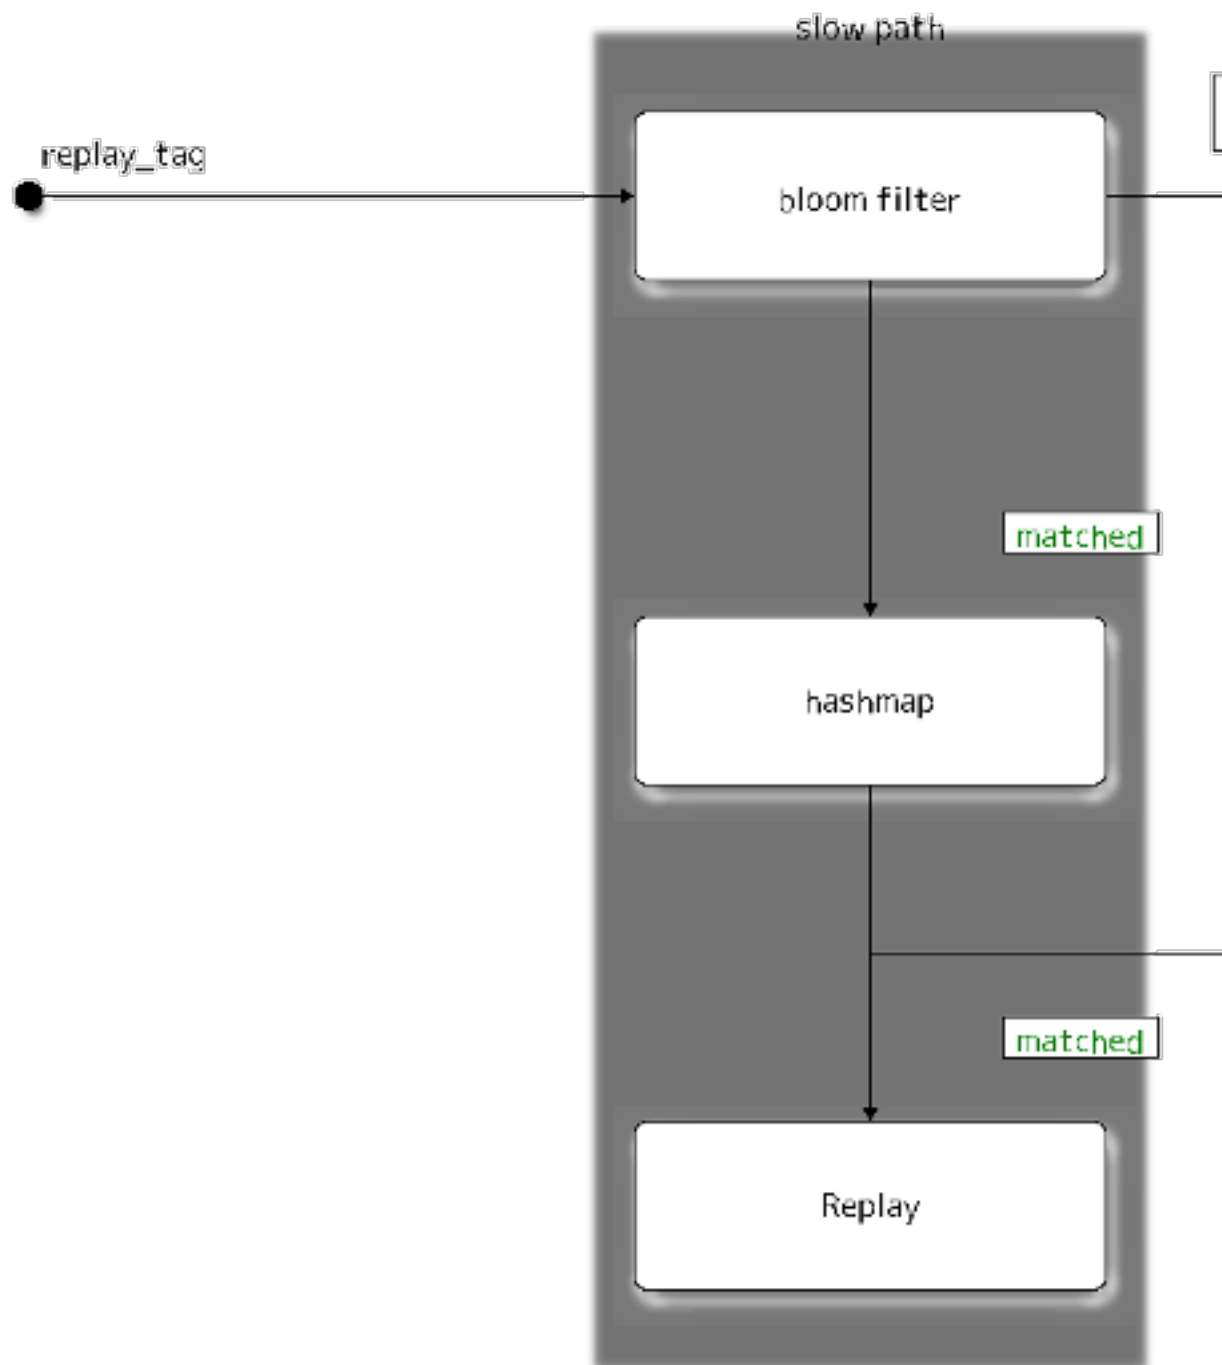 slow path
replay_tag
bloom filter
matched
hashmap
matched
Replay